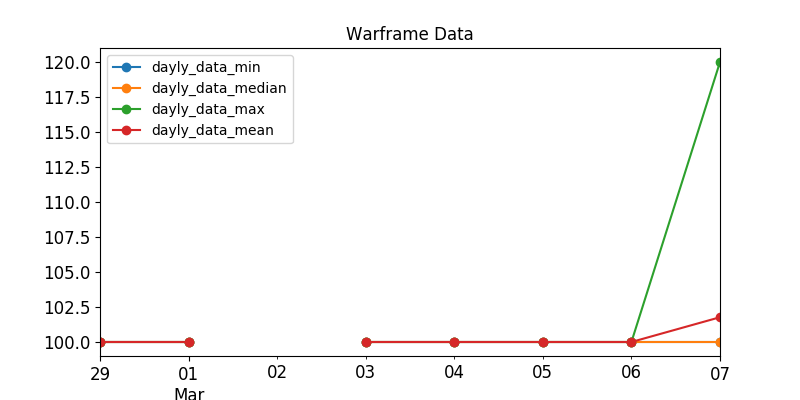 Warframe Data
dayly_data_min
dayly_data_median
dayly_data_max
dayly_data_mean
120.0
117.5
115.0
112.5
110.0
107.5
105.0
102.5
100.0
29 01 02 03 04 05 06 07
Mar